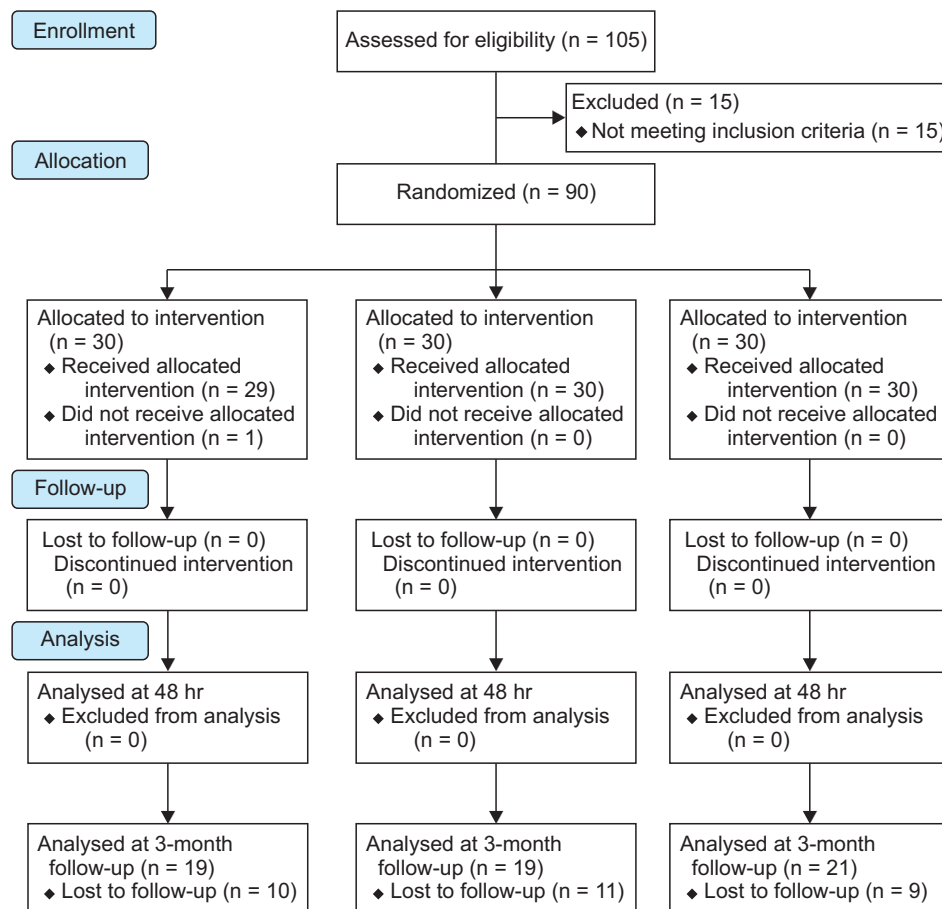 Enrollment
Assessed for eligibility (n = 105)
Excluded (n = 15)
◆ Not meeting inclusion criteria (n = 15)
Allocation
Randomized (n = 90)
Allocated to intervention
(n = 30)
◆ Received allocated
intervention (n = 29)
◆ Did not receive allocated
intervention (n = 1)
Allocated to intervention
(n = 30)
◆ Received allocated
intervention (n = 30)
◆ Did not receive allocated
intervention (n = 0)
Allocated to intervention
(n = 30)
◆ Received allocated
intervention (n = 30)
◆ Did not receive allocated
intervention (n = 0)
Follow-up
Lost to follow-up (n = 0)
Discontinued intervention
(n = 0)
Lost to follow-up (n = 0)
Discontinued intervention
(n = 0)
Lost to follow-up (n = 0)
Discontinued intervention
(n = 0)
Analysis
Analysed at 48 hr
◆ Excluded from analysis
(n = 0)
Analysed at 48 hr
◆ Excluded from analysis
(n = 0)
Analysed at 48 hr
◆ Excluded from analysis
(n = 0)
Analysed at 3-month
follow-up (n = 19)
◆ Lost to follow-up (n = 10)
Analysed at 3-month
follow-up (n = 19)
◆ Lost to follow-up (n = 11)
Analysed at 3-month
follow-up (n = 21)
◆ Lost to follow-up (n = 9)